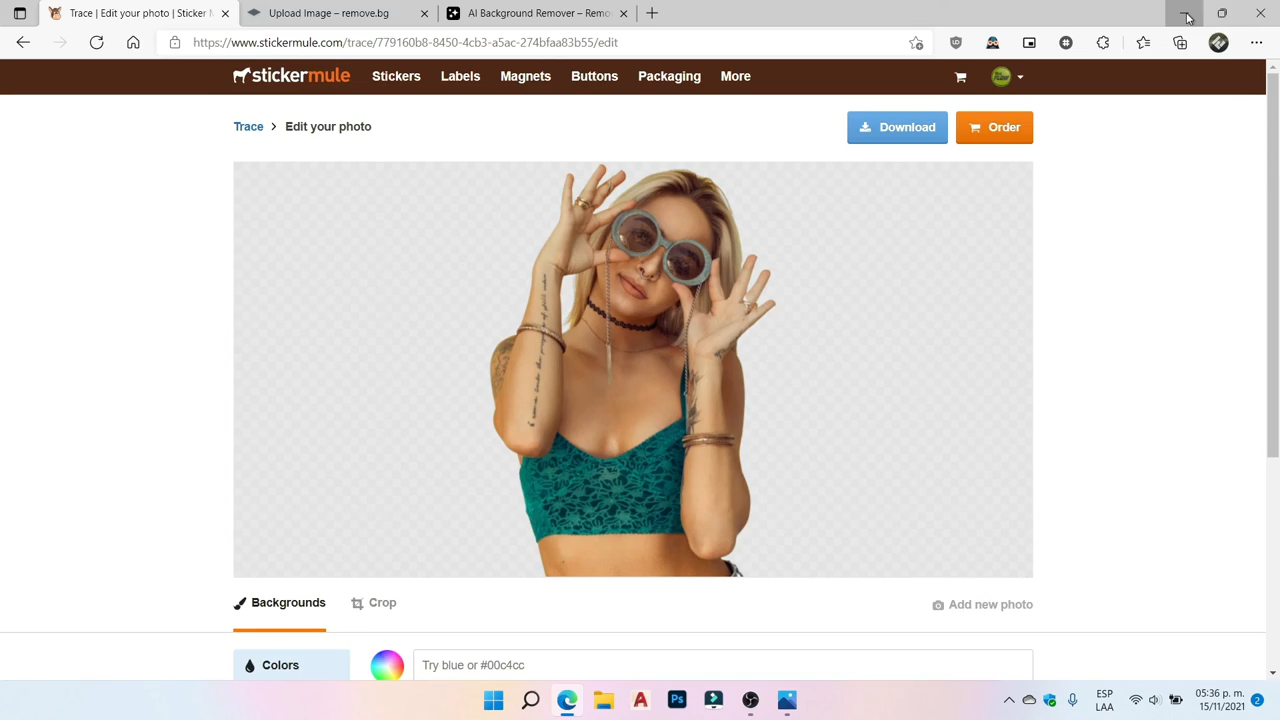 Trace | Edit your photo | Sticker M
Upload Image – remove.bg
AI Background Remover – Remo
https://www.stickermule.com/trace/779160b8-8450-4cb3-a5ac-274bfaa83b55/edit
stickermule Stickers Labels Magnets Buttons Packaging More
Trace > Edit your photo
Download Order
Backgrounds Crop Add new photo
Colors Try blue or #00c4cc
ESP
LAA
05:36 p. m.
15/11/2021
2